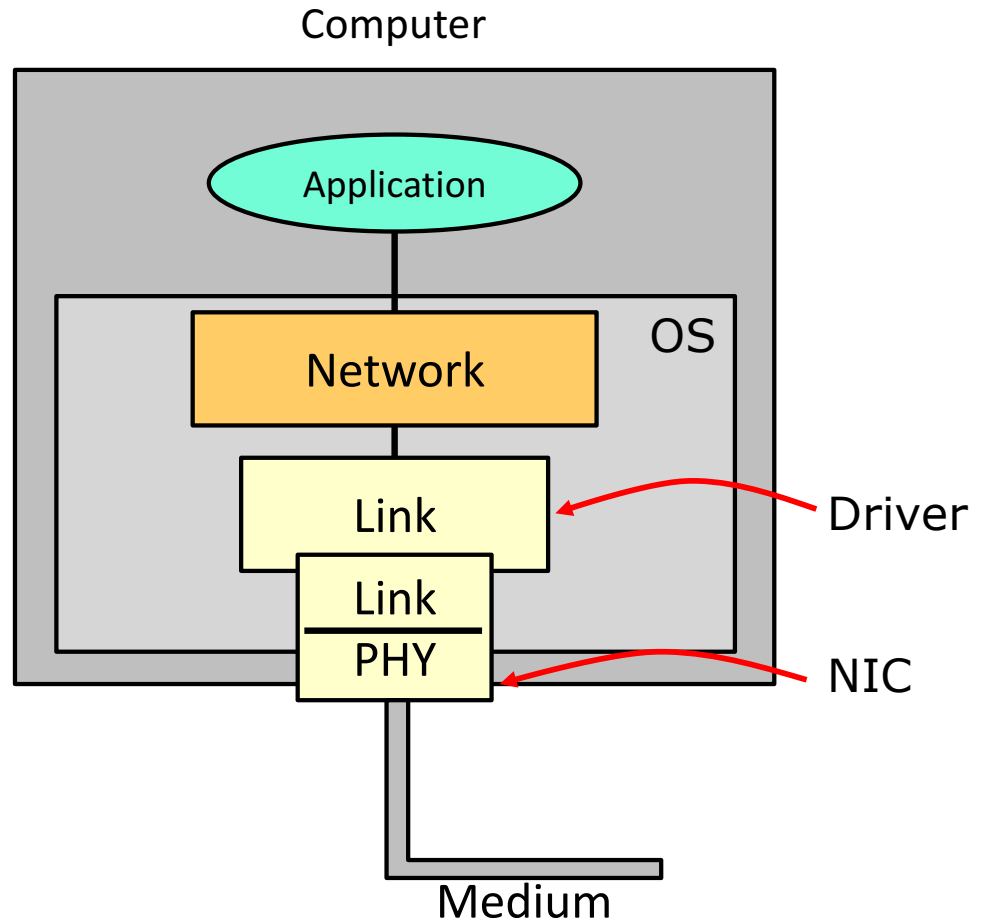 Computer
Application
OS
Network
Link
Driver
Link
PHY
NIC
Medium